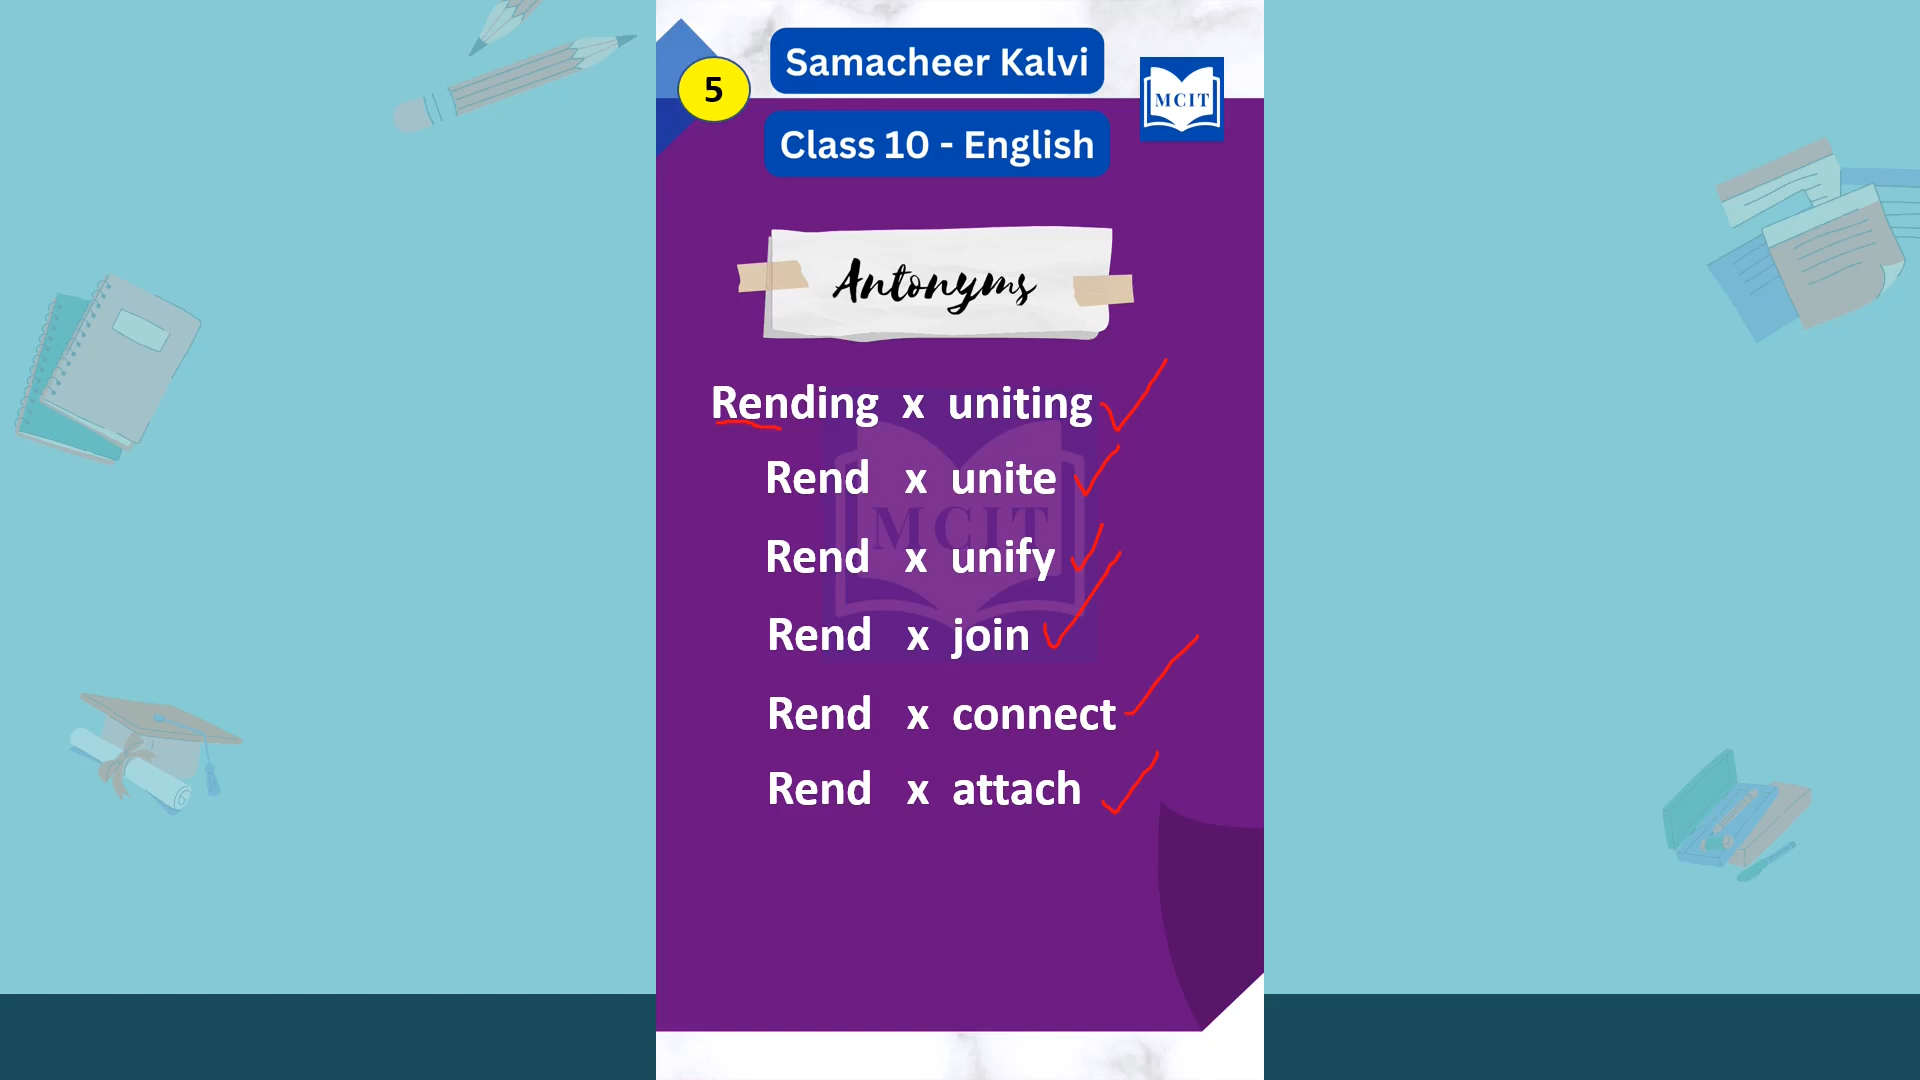 Samacheer Kalvi
5
MCIT
Class 10 - English
Antonyms
Rending x uniting
Rend x unite
MCIT
Rend x unify
Rend x join
Rend x connect
Rend x attach